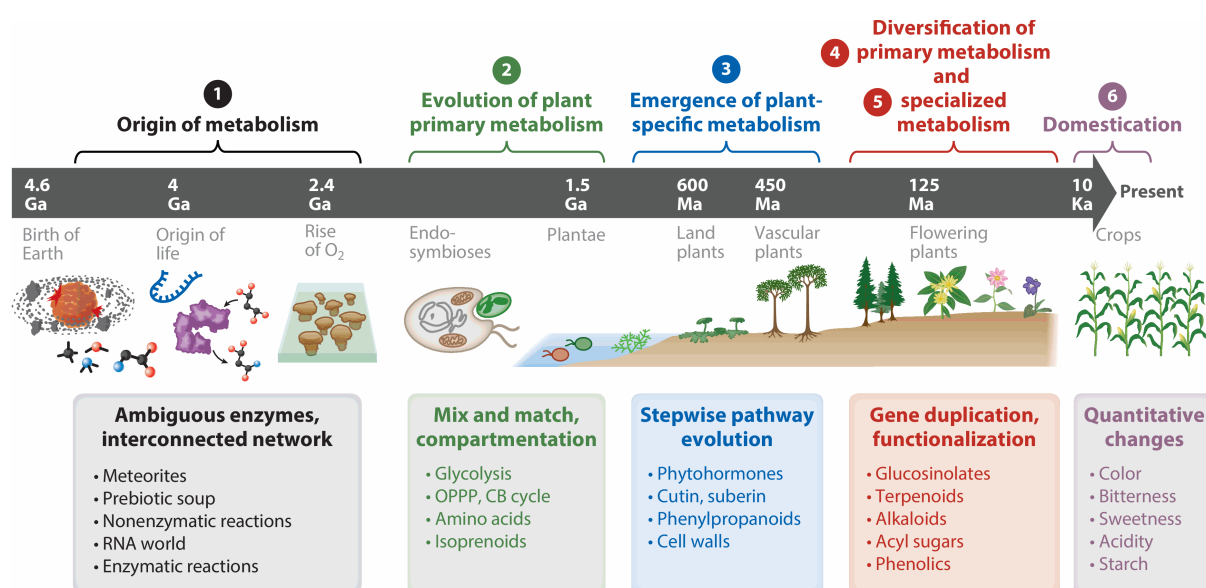 1
Origin of metabolism
2
Evolution of plant
primary metabolism
3
Emergence of plant-
specific metabolism
4
Diversification of
primary metabolism
and
5
specialized
metabolism
6
Domestication
4.6
Ga
4
Ga
2.4
Ga
1.5
Ga
600
Ma
450
Ma
125
Ma
10
Ka
Present
Birth of
Earth
Origin of
life
Rise
of O₂
Endo-
symbioses
Plantae
Land
plants
Vascular
plants
Flowering
plants
Crops
Ambiguous enzymes,
interconnected network
• Meteorites
• Prebiotic soup
• Nonenzymatic reactions
• RNA world
• Enzymatic reactions
Mix and match,
compartmentation
• Glycolysis
• OPPP, CB cycle
• Amino acids
• Isoprenoids
Stepwise pathway
evolution
• Phytohormones
• Cutin, suberin
• Phenylpropanoids
• Cell walls
Gene duplication,
functionalization
• Glucosinolates
• Terpenoids
• Alkaloids
• Acyl sugars
• Phenolics
Quantitative
changes
• Color
• Bitterness
• Sweetness
• Acidity
• Starch